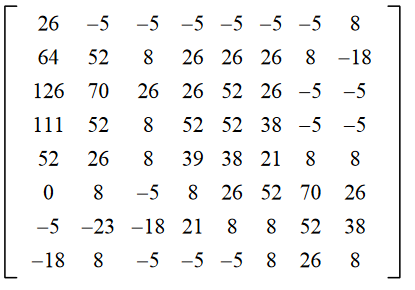 26 –5 –5 –5 –5 –5 –5 8
64 52 8 26 26 26 8 –18
126 70 26 26 52 26 –5 –5
111 52 8 52 52 38 –5 –5
52 26 8 39 38 21 8 8
0 8 –5 8 26 52 70 26
–5 –23 –18 21 8 8 52 38
–18 8 –5 –5 –5 8 26 8